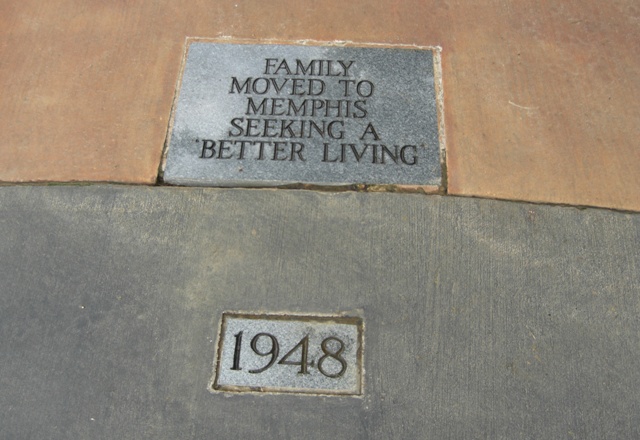 FAMILY
MOVED TO
MEMPHIS
SEEKING A
'BETTER LIVING'
1948